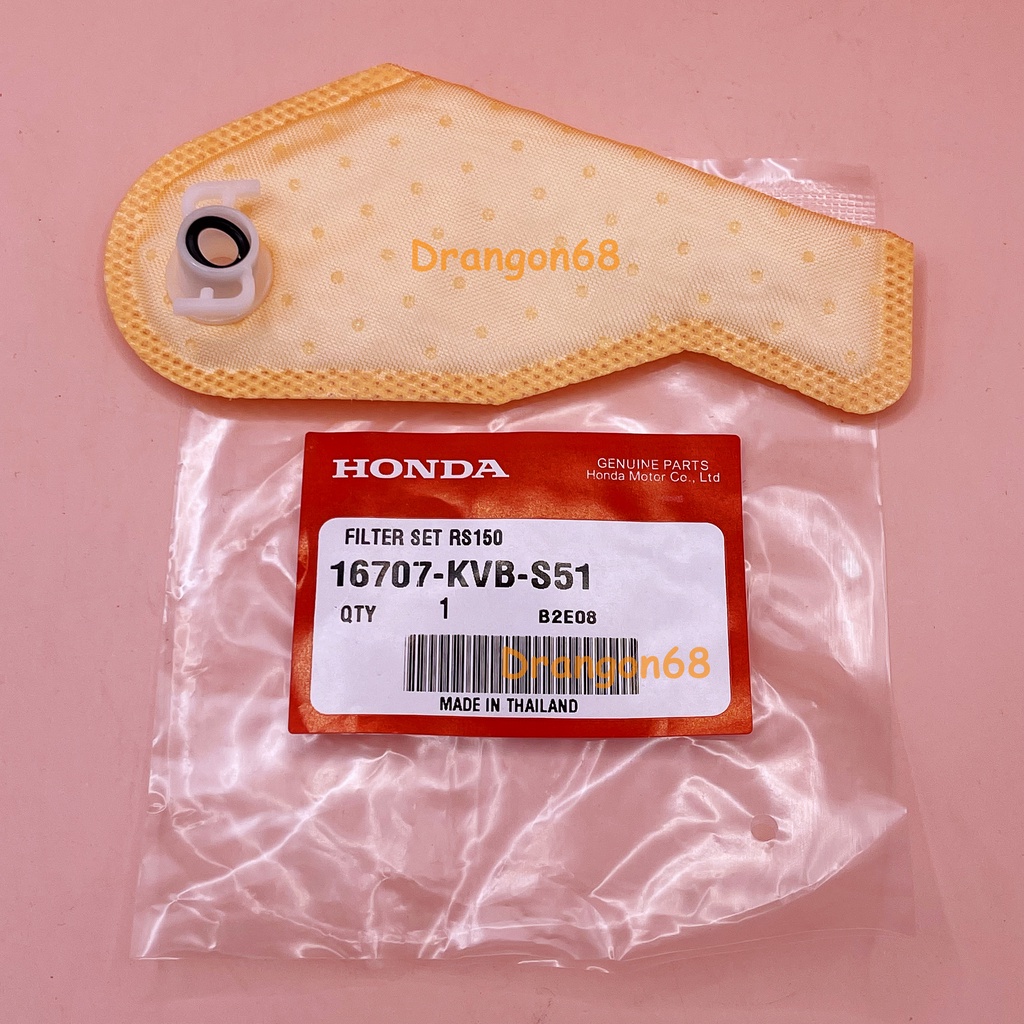 Drangon68
HONDA
GENUINE PARTS
Honda Motor Co., Ltd
FILTER SET RS150
16707-KVB-S51
QTY 1 B2E08
Drangon68
MADE IN THAILAND